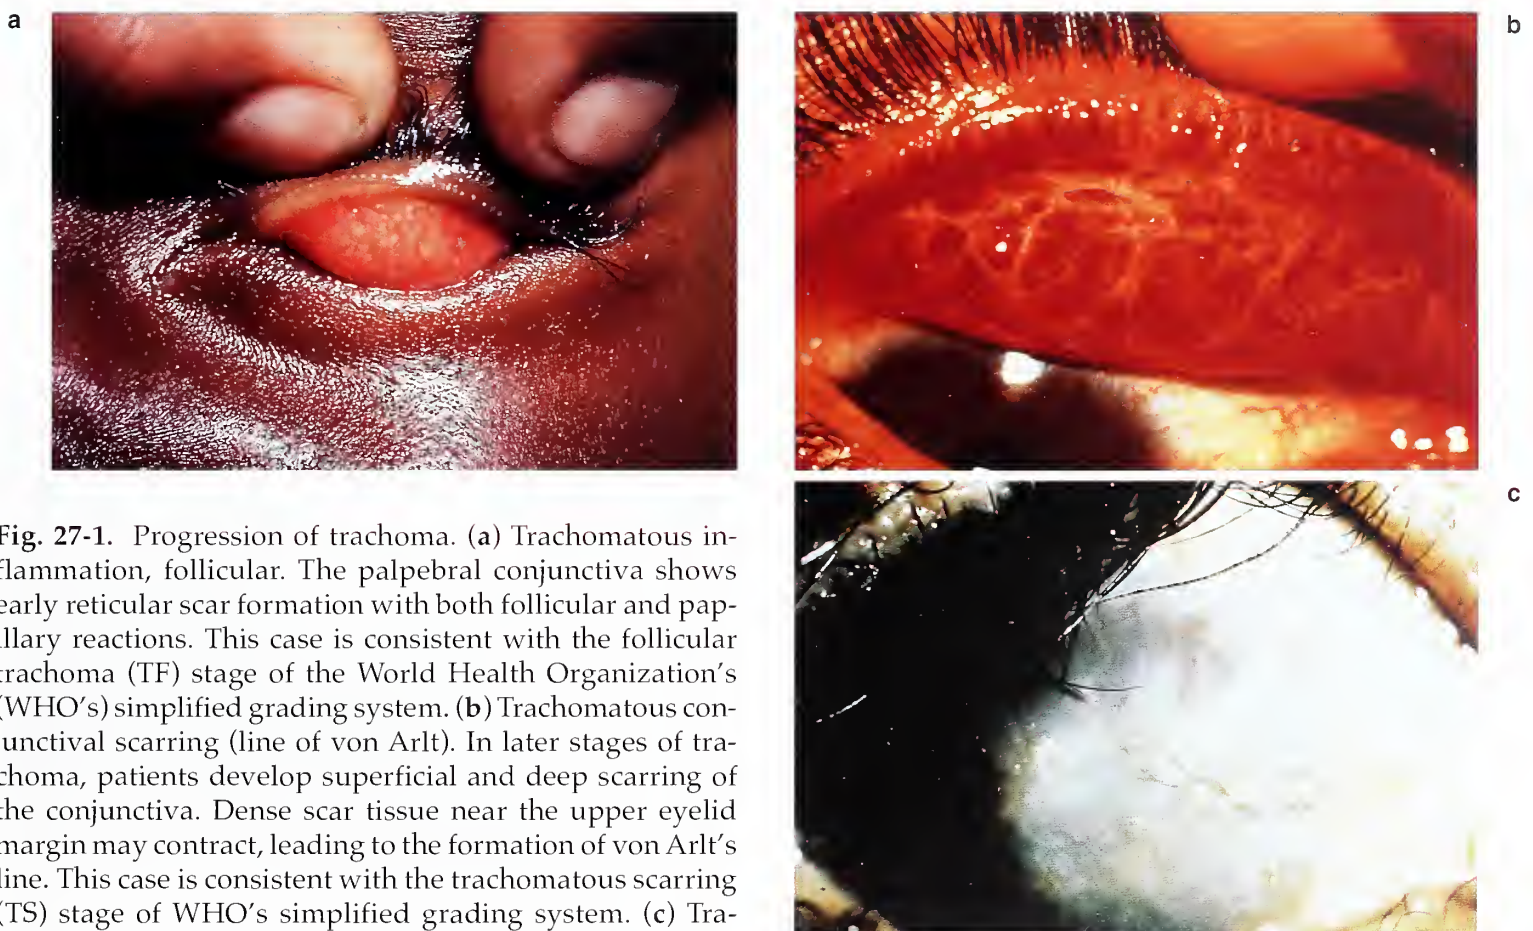 a
b
c
Fig. 27-1. Progression of trachoma. (a) Trachomatous in-
flammation, follicular. The palpebral conjunctiva shows
early reticular scar formation with both follicular and pap-
illary reactions. This case is consistent with the follicular
trachoma (TF) stage of the World Health Organization's
(WHO's) simplified grading system. (b) Trachomatous con-
junctival scarring (line of von Arlt). In later stages of tra-
choma, patients develop superficial and deep scarring of
the conjunctiva. Dense scar tissue near the upper eyelid
margin may contract, leading to the formation of von Arlt's
line. This case is consistent with the trachomatous scarring
(TS) stage of WHO's simplified grading system. (c) Tra-